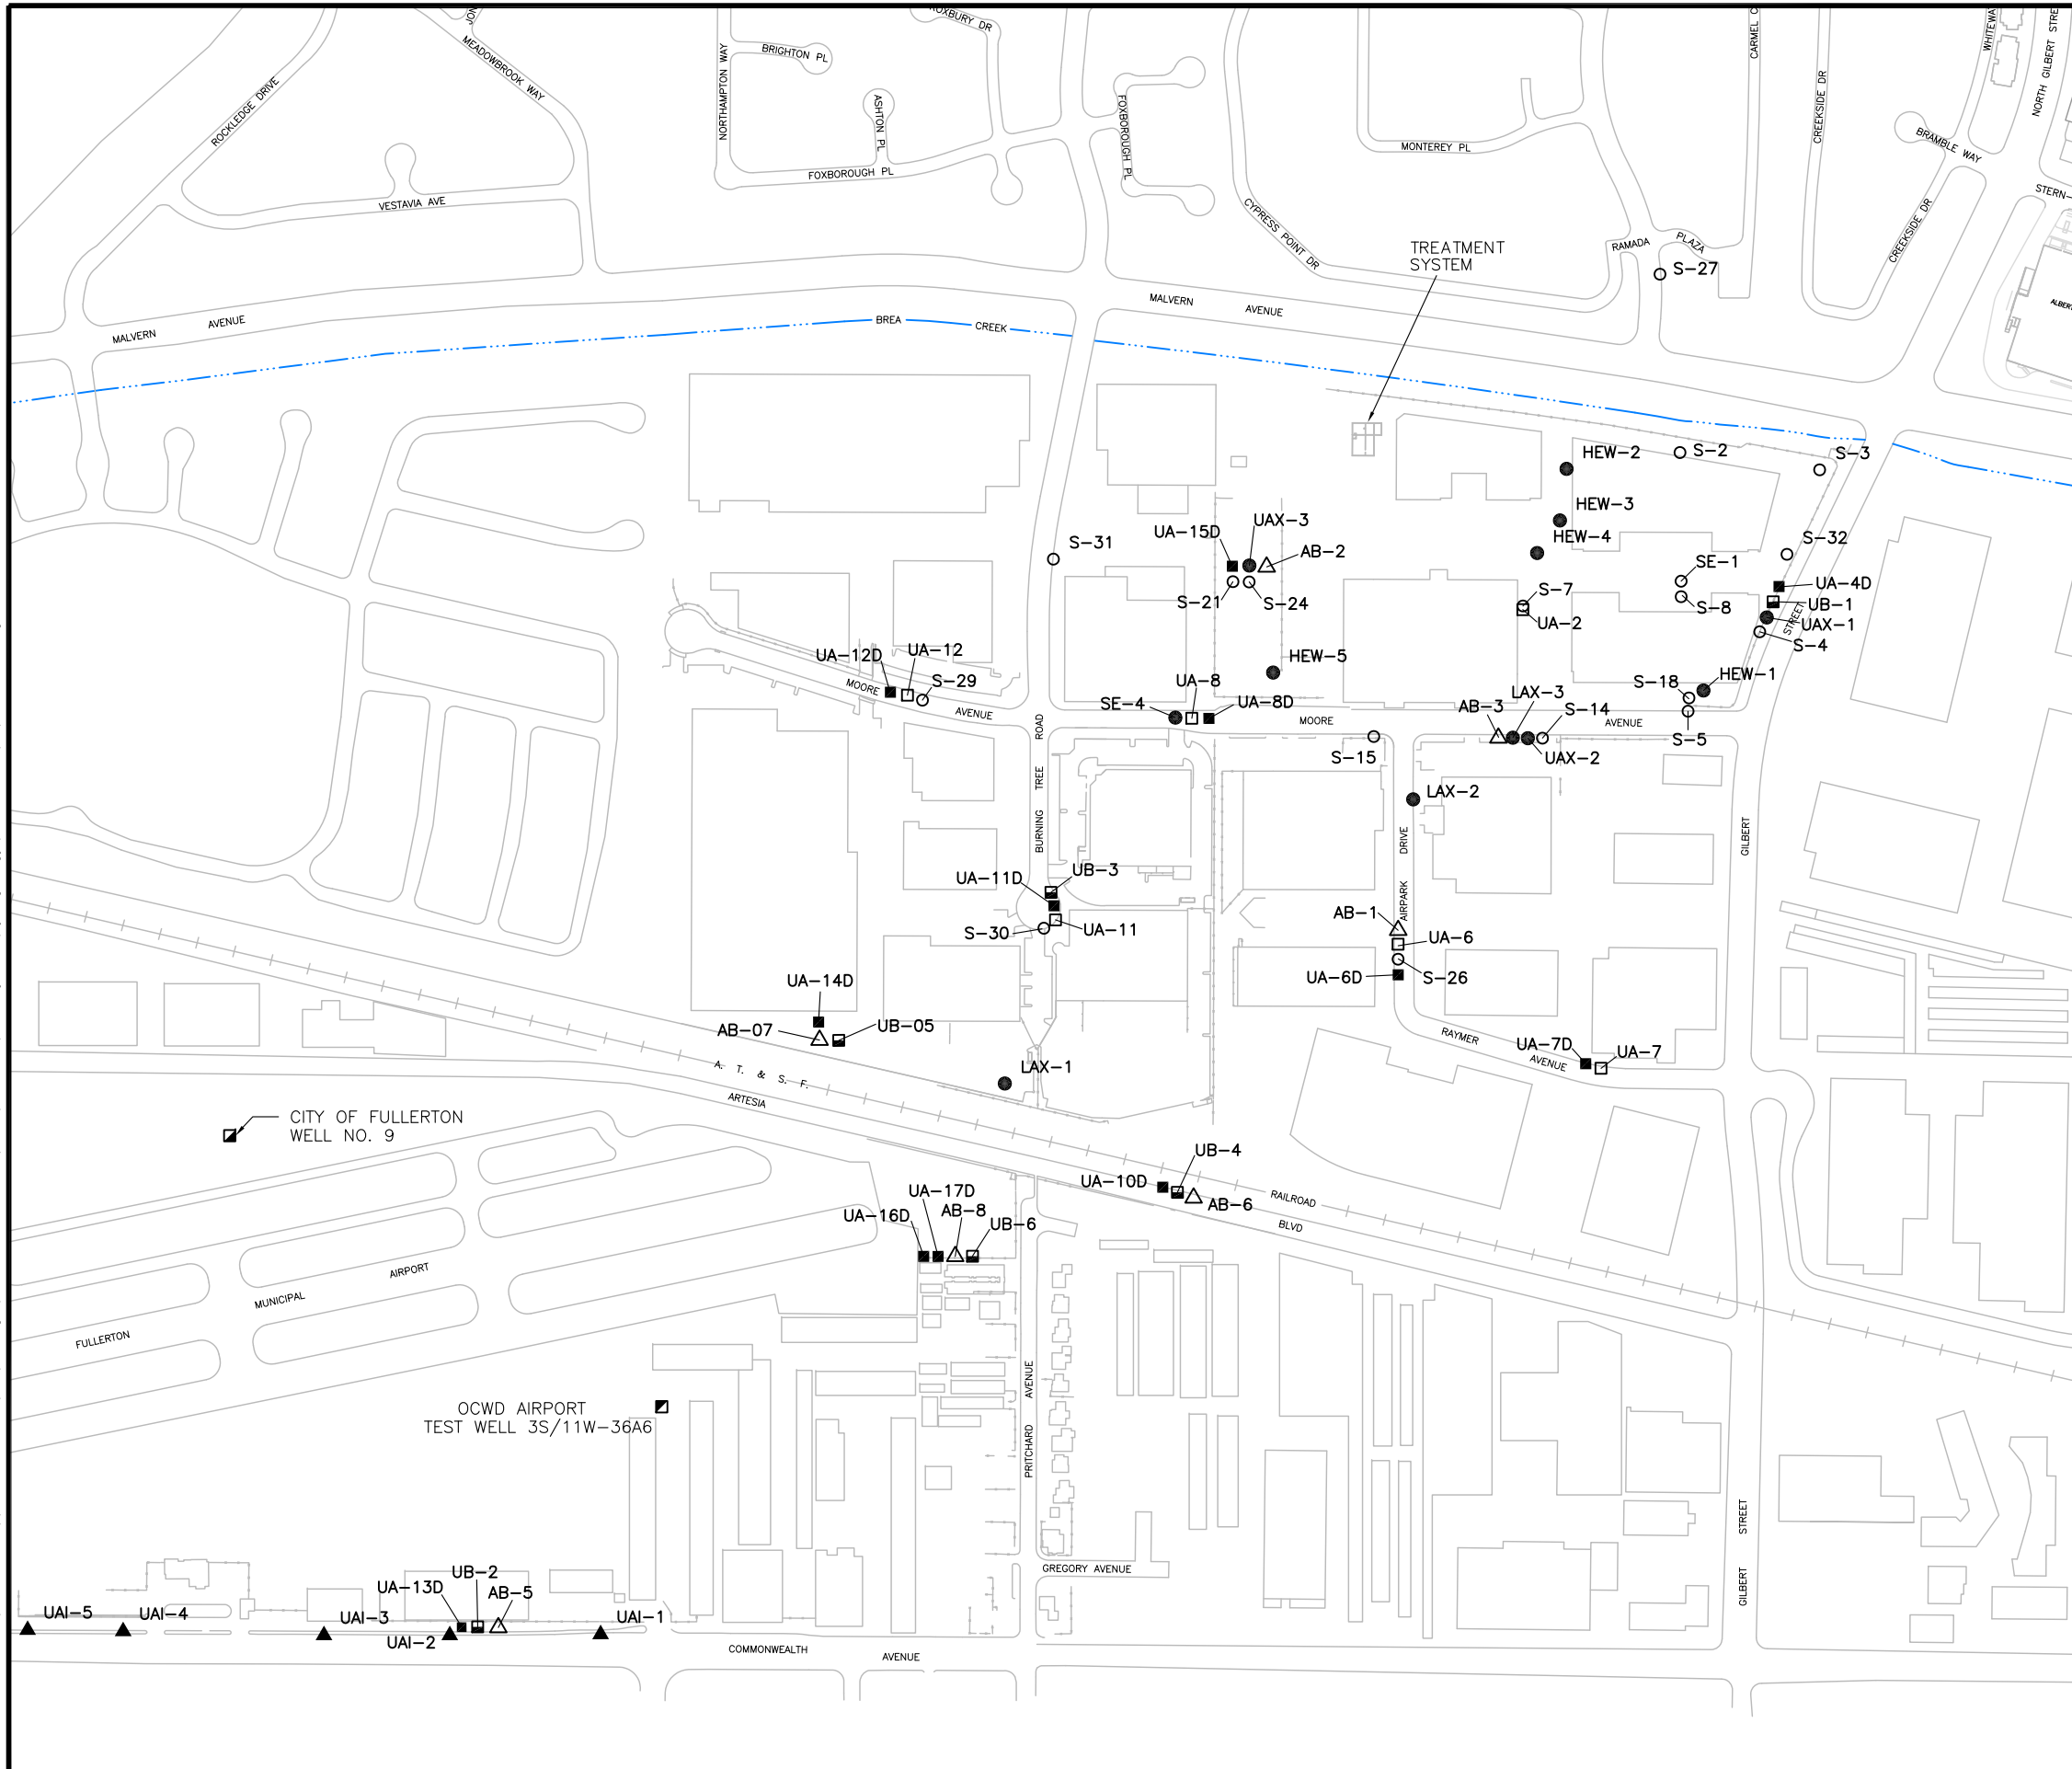 ROXBURY DR
MEADOWBROOK WAY
ROCKLEDGE DRIVE
NORTHAMPTON WAY
BRIGHTON PL
ASHTON PL
FOXBOROUGH PL
FOXBOROUGH PL
VESTAVIA AVE
MONTEREY PL
CYPRESS POINT DR
CARMEL C
CREEKSIDE DR
WHITEWA
NORTH GILBERT STRE
BRAMBLE WAY
STERN-
CREEKSIDE DR
RAMADA
PLAZA
S-27
TREATMENT
SYSTEM
MALVERN
AVENUE
MALVERN
AVENUE
BREA
CREEK
HEW-2
S-2
S-3
HEW-3
HEW-4
S-32
S-31
UA-15D
UAX-3
AB-2
S-21
S-24
SE-1
S-8
S-7
UA-2
UA-4D
UB-1
UAX-1
S-4
STREET
HEW-5
HEW-1
S-18
S-5
UA-12D
UA-12
S-29
MOORE
AVENUE
SE-4
UA-8
UA-8D
MOORE
AVENUE
S-15
AB-3
LAX-3
S-14
UAX-2
LAX-2
ROAD
TREE
BURNING
DRIVE
AIRPARK
GILBERT
UA-11D
UB-3
UA-11
S-30
AB-1
UA-6
S-26
UA-6D
UA-14D
AB-07
UB-05
LAX-1
RAYMER
AVENUE
UA-7D
UA-7
A. T. & S. F.
ARTESIA
RAILROAD
BLVD
CITY OF FULLERTON
WELL NO. 9
UB-4
UA-10D
AB-6
UA-17D
UA-16D
AB-8
UB-6
FULLERTON
MUNICIPAL
AIRPORT
OCWD AIRPORT
TEST WELL 3S/11W-36A6
PRITCHARD
AVENUE
GREGORY AVENUE
GILBERT
STREET
UB-2
UA-13D
AB-5
UAI-5
UAI-4
UAI-3
UAI-2
UAI-1
COMMONWEALTH
AVENUE